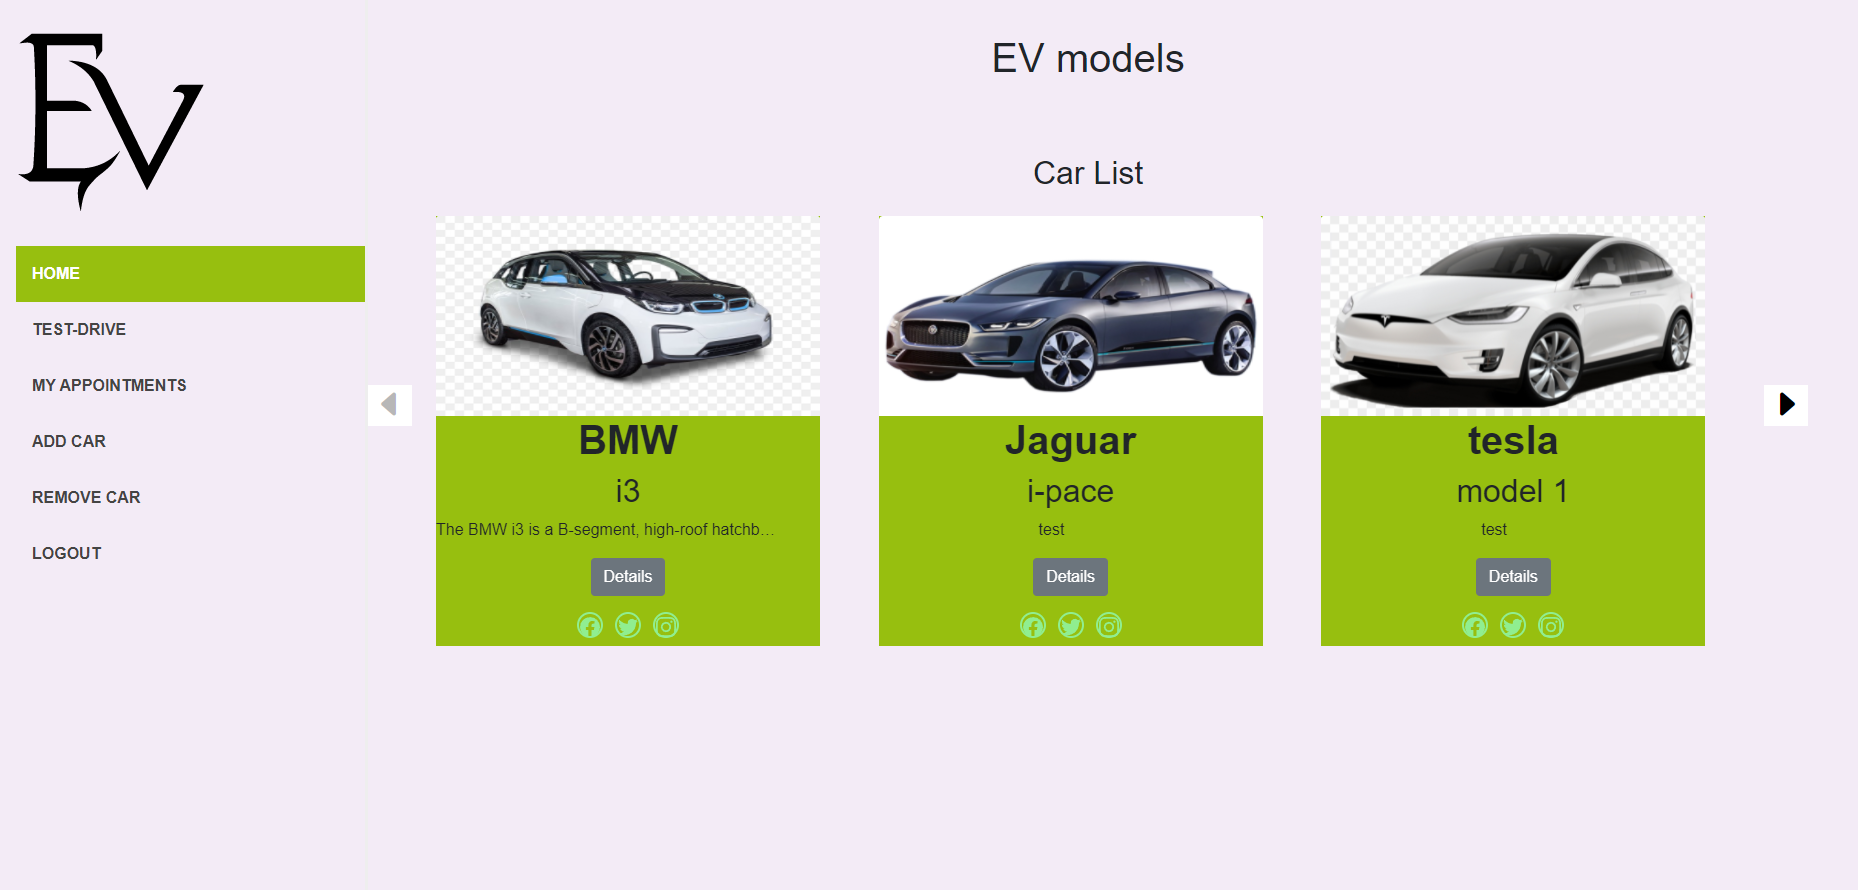 EV
HOME
TEST-DRIVE
MY APPOINTMENTS
ADD CAR
REMOVE CAR
LOGOUT
EV models
Car List
BMW
i3
The BMW i3 is a B-segment, high-roof hatchb…
Details
Jaguar
i-pace
test
Details
tesla
model 1
test
Details